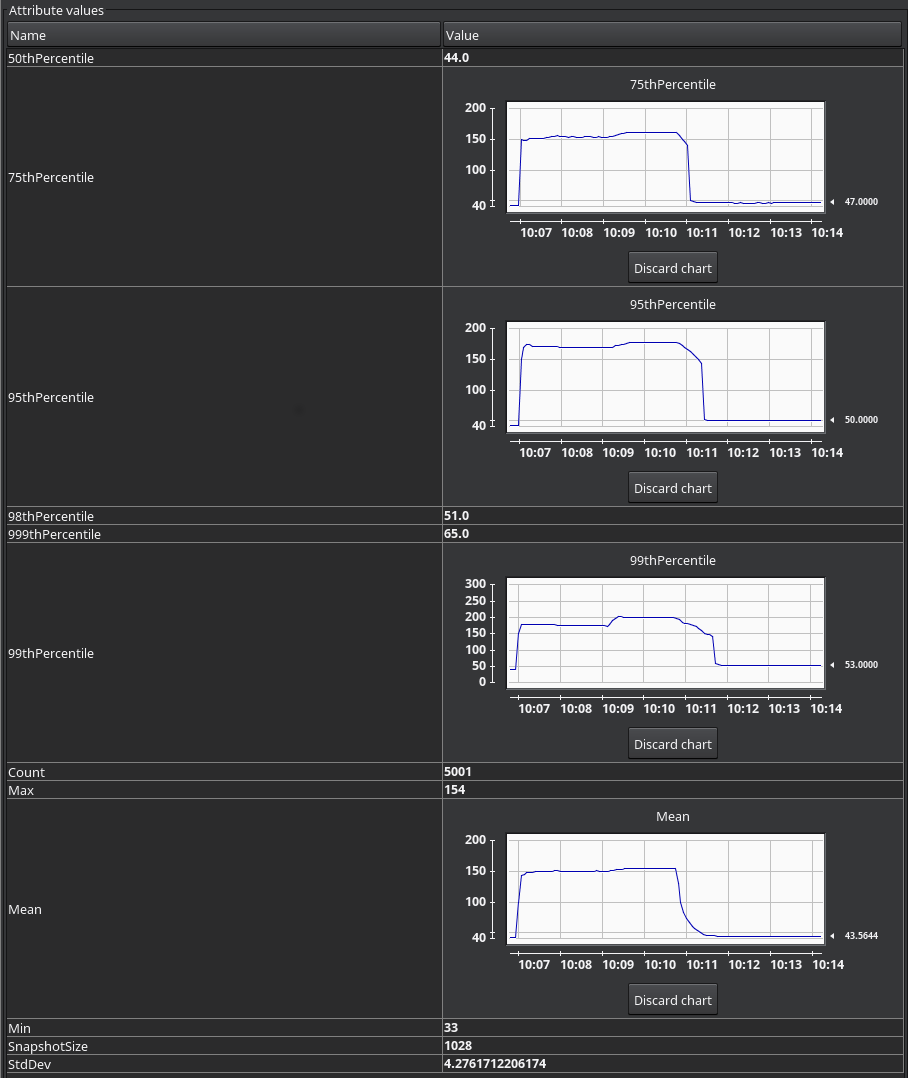 Attribute values
Name Value
50thPercentile 44.0
75thPercentile
75thPercentile
200
150
100
40
47.0000
10:07 10:08 10:09 10:10 10:11 10:12 10:13 10:14
Discard chart
95thPercentile
95thPercentile
200
150
100
40
50.0000
10:07 10:08 10:09 10:10 10:11 10:12 10:13 10:14
Discard chart
98thPercentile 51.0
999thPercentile 65.0
99thPercentile
99thPercentile
300
250
200
150
100
50
0
53.0000
10:07 10:08 10:09 10:10 10:11 10:12 10:13 10:14
Discard chart
Count 5001
Max 154
Mean
Mean
200
150
100
40
43.5644
10:07 10:08 10:09 10:10 10:11 10:12 10:13 10:14
Discard chart
Min 33
SnapshotSize 1028
StdDev 4.2761712206174